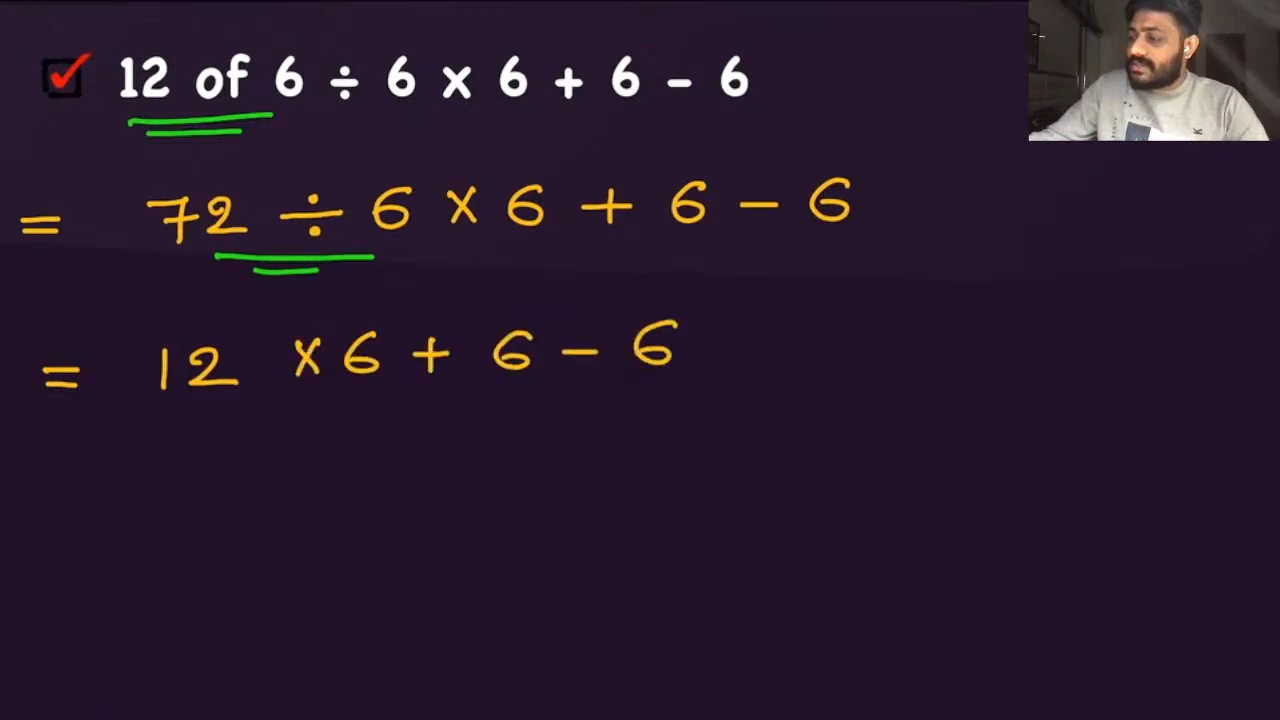 12 of 6 ÷ 6 x 6 + 6 - 6
= 72 ÷ 6 × 6 + 6 - 6
= 12 × 6 + 6 - 6